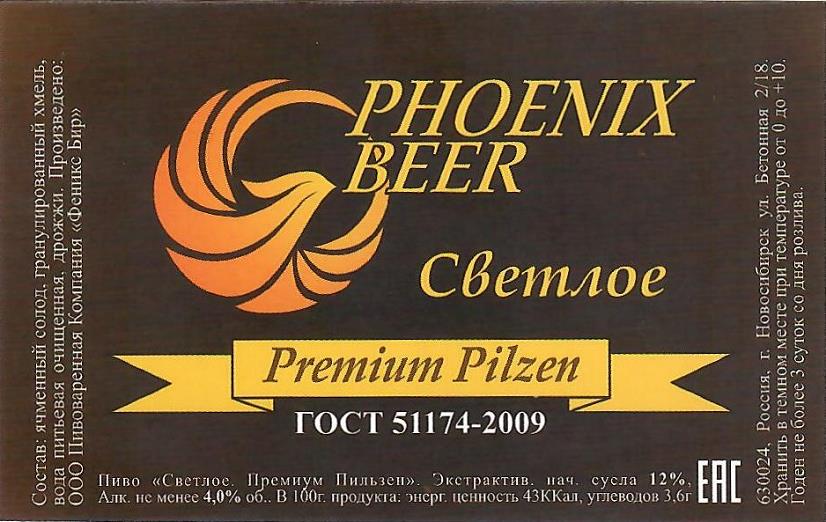 Состав: ячменный солод, гранулированный хмель,
вода питьевая очищенная, дрожжи. Произведено:
ООО Пивоваренная Компания «Феникс Бир»
PHOENIX
BEER
Светлое
Premium Pilzen
ГОСТ 51174-2009
Пиво «Светлое. Премиум Пильзен». Экстрактив. нач. сусла 12%,
Алк. не менее 4,0% об.. В 100г. продукта: энерг. ценность 43ККал, углеводов 3,6г
EAC
630024, Россия, г. Новосибирск ул. Бетонная 2/18.
Хранить в темном месте при температуре от 0 до +10.
Годен не более 3 суток со дня розлива.